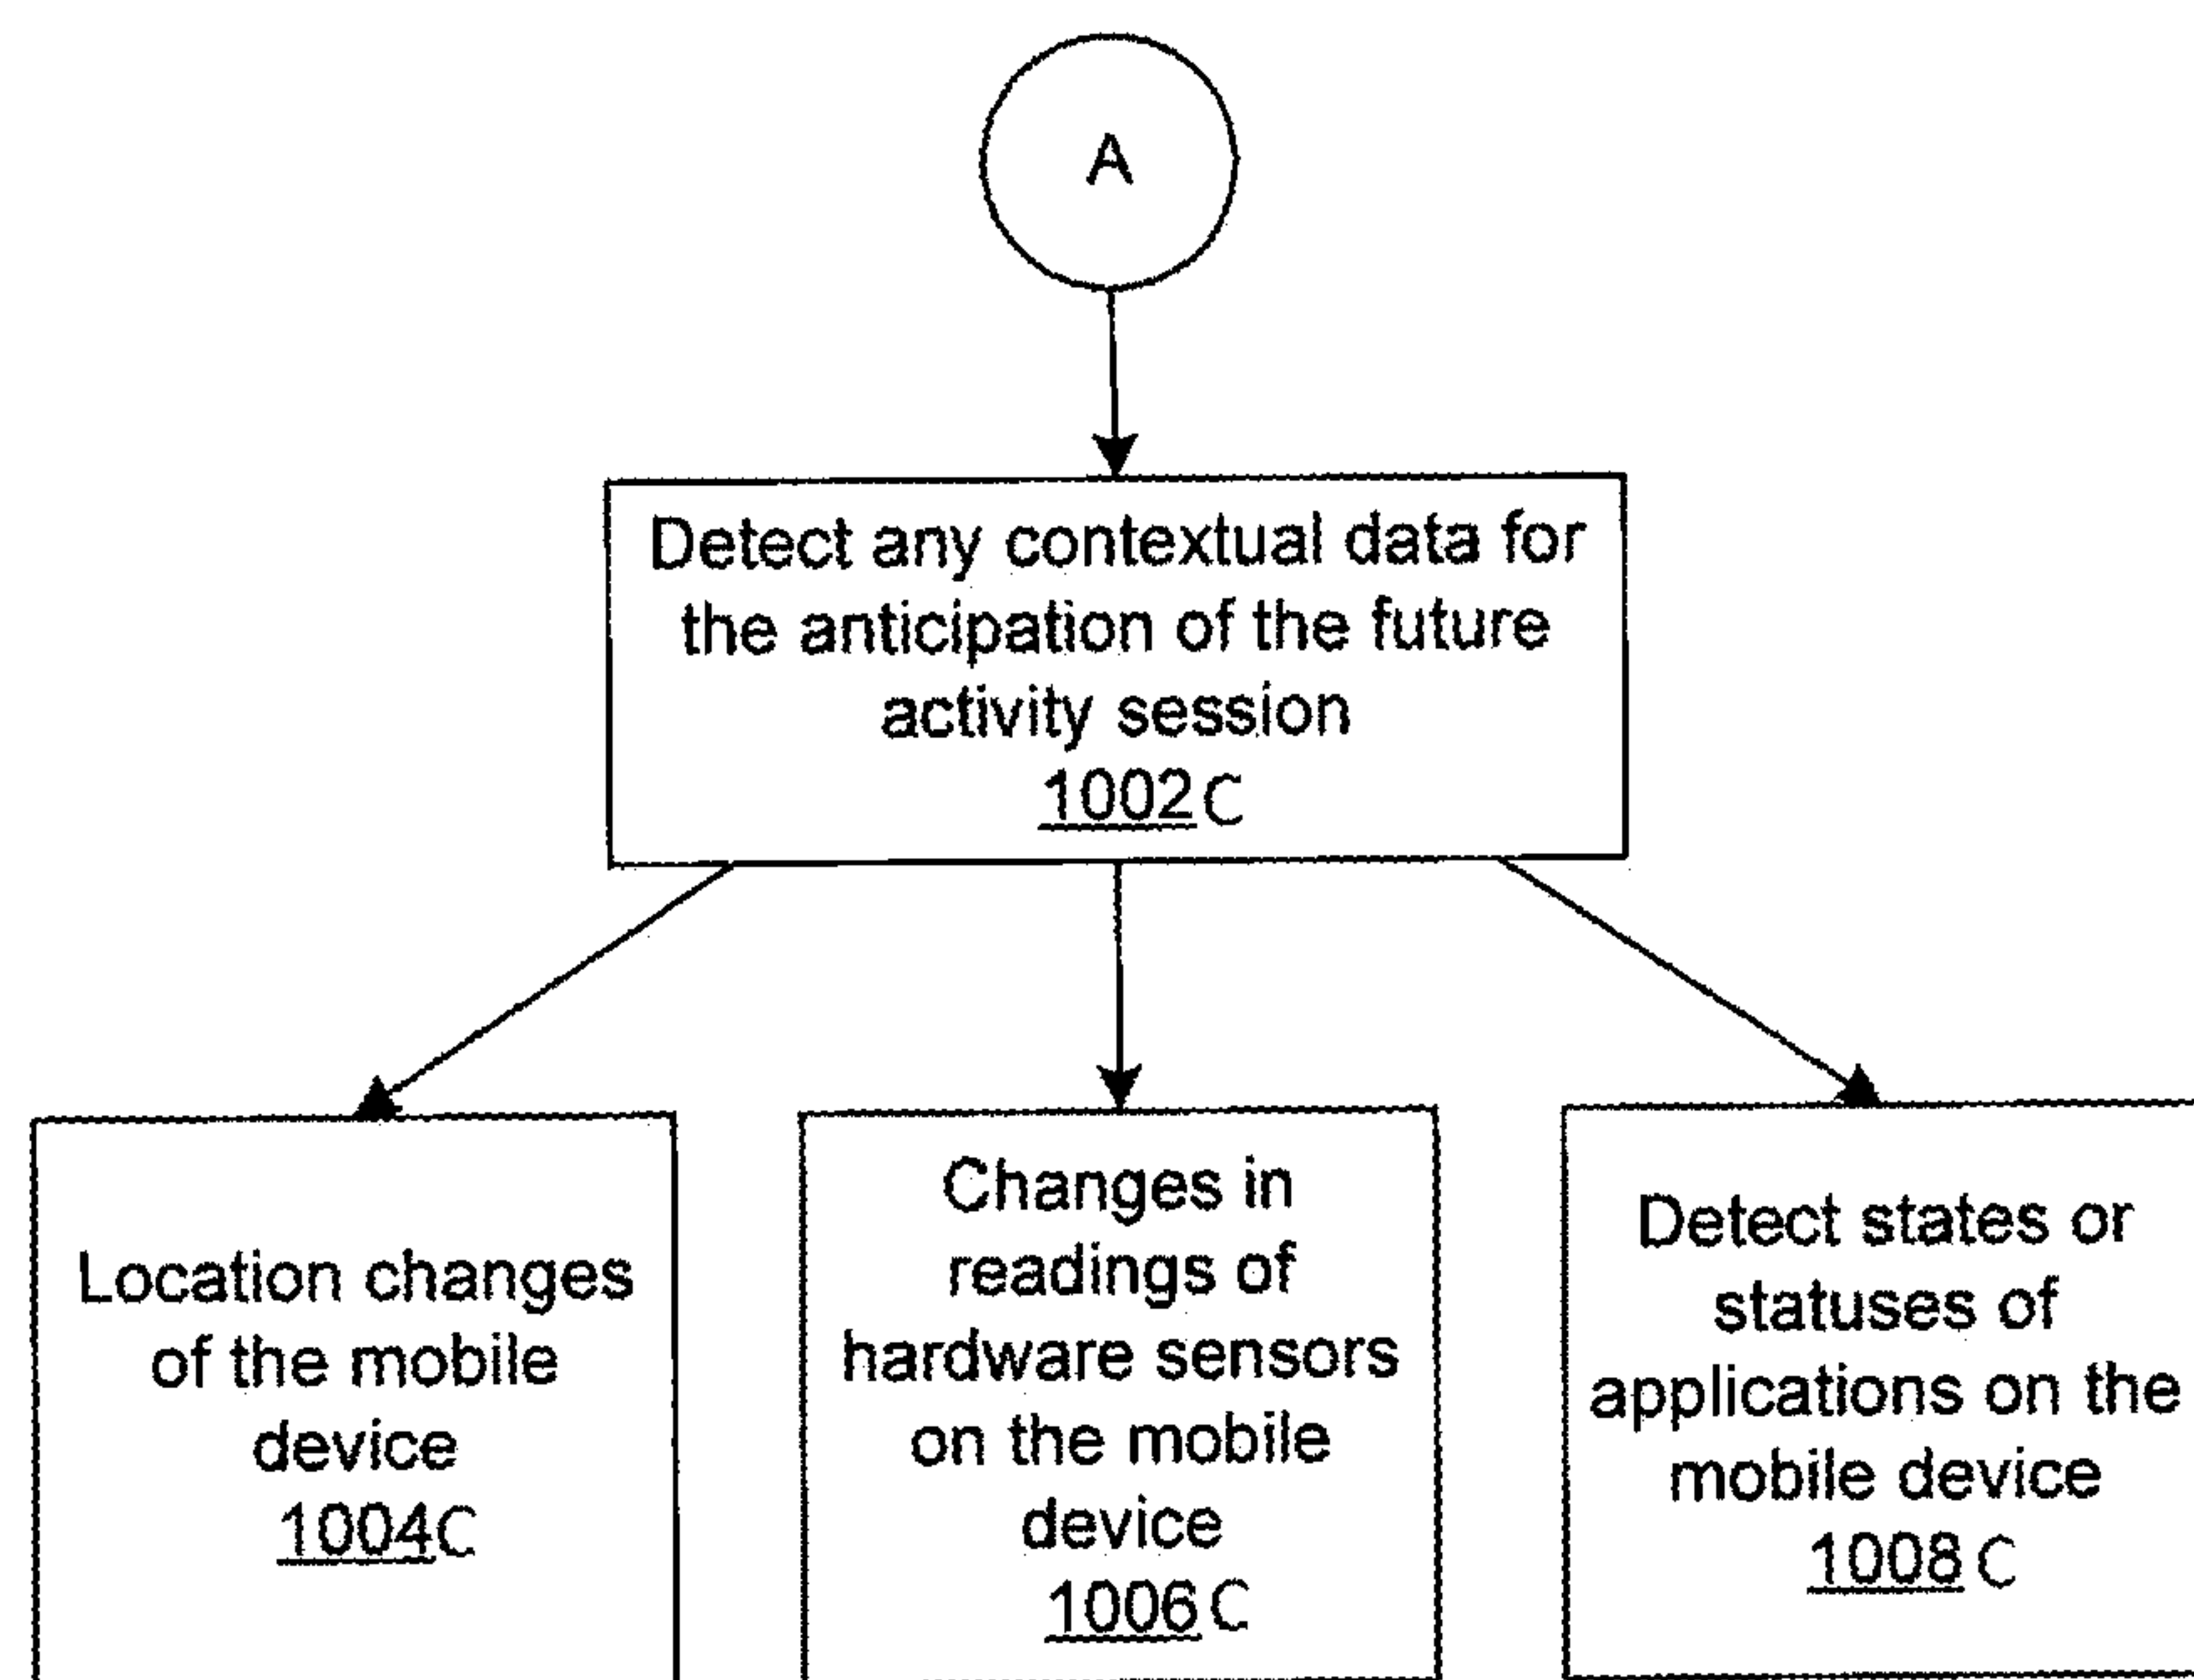 A
Detect any contextual data for
the anticipation of the future
activity session
1002C
Location changes
of the mobile
device
1004C
Changes in
readings of
hardware sensors
on the mobile
device
1006C
Detect states or
statuses of
applications on the
mobile device
1008C